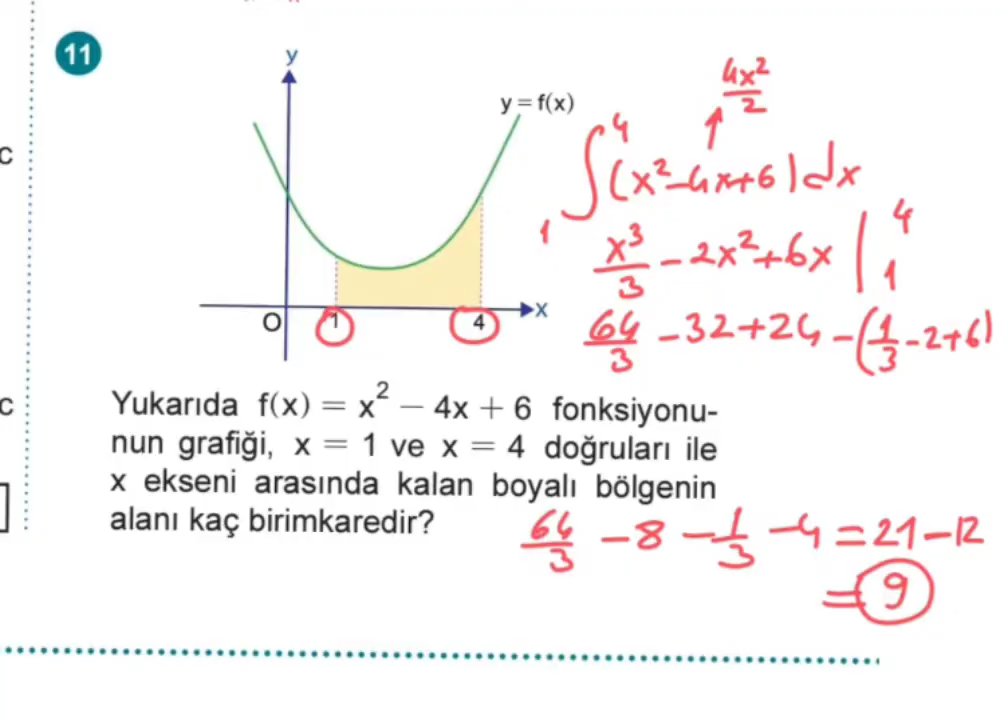 11
y
y = f(x)
x
O
1
4
4x²/2
∫₁⁴ (x²-4x+6)dx
x³/3 - 2x²+6x |₁⁴
64/3 - 32+24 - (1/3 - 2+6)
c
c
Yukarıda f(x) = x² − 4x + 6 fonksiyonu-
nun grafiği, x = 1 ve x = 4 doğruları ile
x ekseni arasında kalan boyalı bölgenin
alanı kaç birimkaredir?
64/3 - 8 - 1/3 - 4 = 21 - 12
= 9